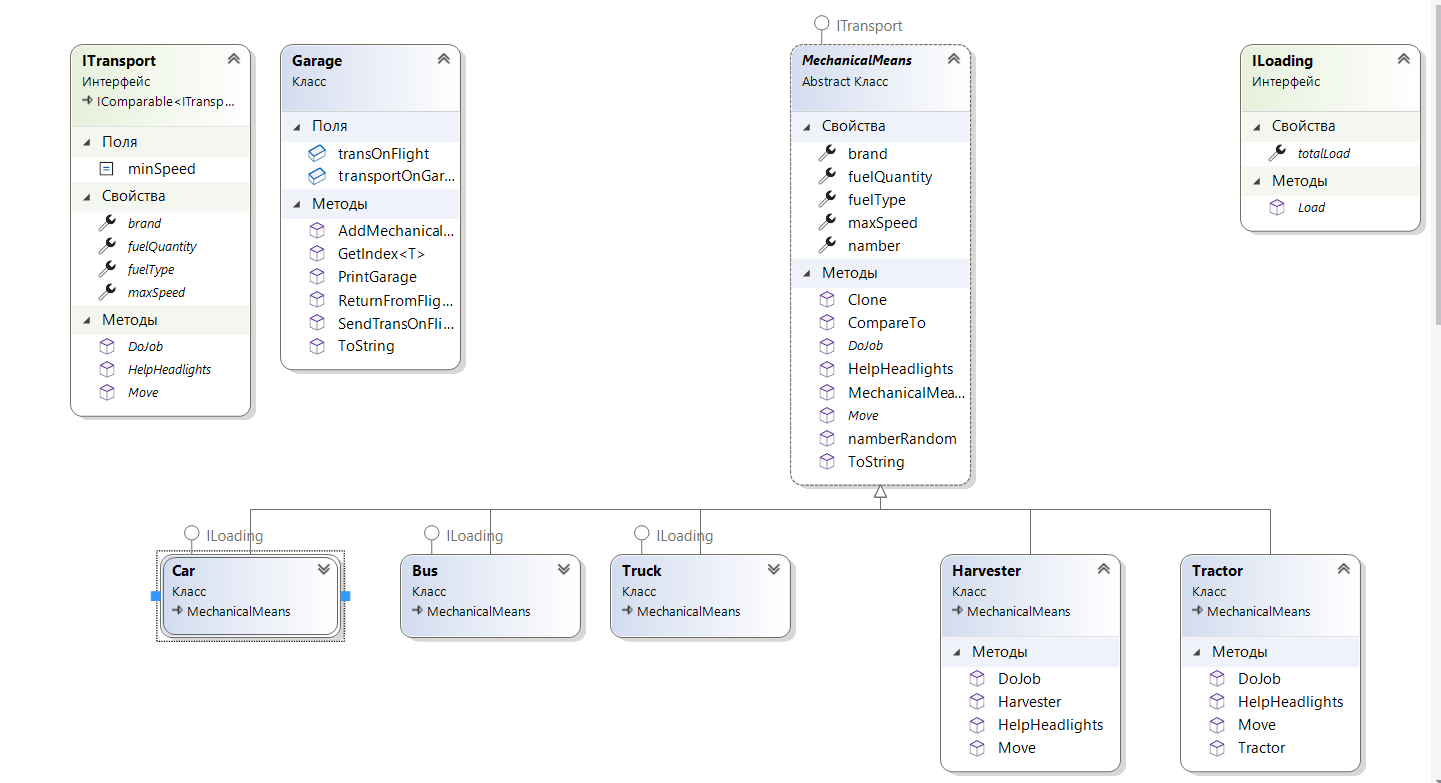 ITransport
Интерфейс
IComparable<ITransp...
Поля
minSpeed
Свойства
brand
fuelQuantity
fuelType
maxSpeed
Методы
DoJob
HelpHeadlights
Move
Garage
Класс
Поля
transOnFlight
transportOnGar...
Методы
AddMechanical...
GetIndex<T>
PrintGarage
ReturnFromFlig...
SendTransOnFli...
ToString
ITransport
MechanicalMeans
Abstract Класс
Свойства
brand
fuelQuantity
fuelType
maxSpeed
namber
Методы
Clone
CompareTo
DoJob
HelpHeadlights
MechanicalMea...
Move
namberRandom
ToString
ILoading
Интерфейс
Свойства
totalLoad
Методы
Load
ILoading
Car
Класс
MechanicalMeans
ILoading
Bus
Класс
MechanicalMeans
ILoading
Truck
Класс
MechanicalMeans
Harvester
Класс
MechanicalMeans
Методы
DoJob
Harvester
HelpHeadlights
Move
Tractor
Класс
MechanicalMeans
Методы
DoJob
HelpHeadlights
Move
Tractor